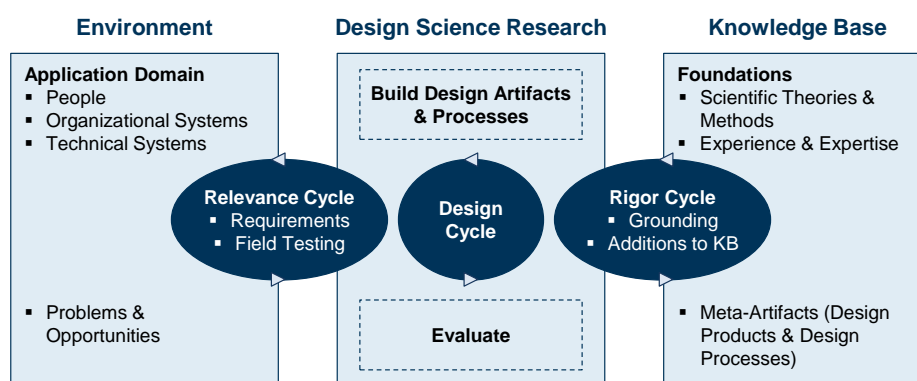 Environment
Application Domain
▪ People
▪ Organizational Systems
▪ Technical Systems
▪ Problems &
Opportunities
Relevance Cycle
▪ Requirements
▪ Field Testing
Design Science Research
Build Design Artifacts
& Processes
Design
Cycle
Evaluate
Rigor Cycle
▪ Grounding
▪ Additions to KB
Knowledge Base
Foundations
▪ Scientific Theories &
Methods
▪ Experience & Expertise
▪ Meta-Artifacts (Design
Products & Design
Processes)